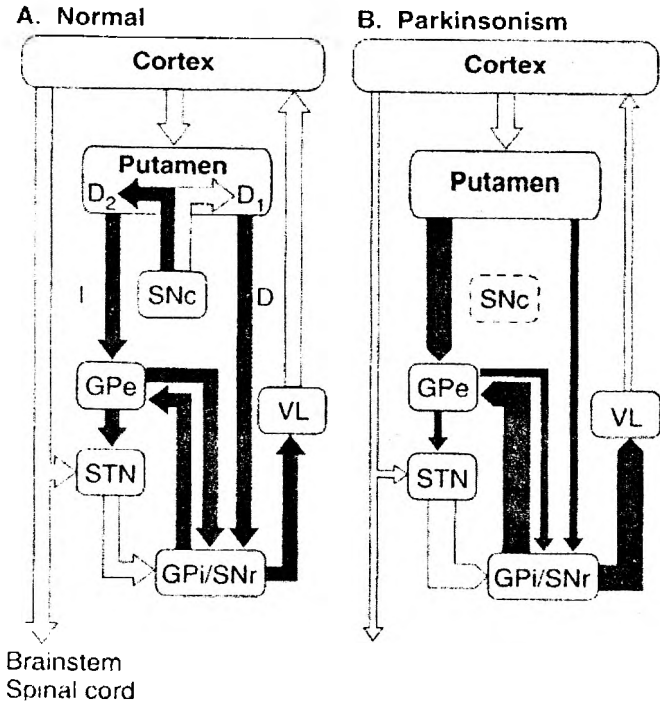 A. Normal
Cortex
Putamen
D2
D1
I
SNc
D
GPe
VL
STN
GPi/SNr
Brainstem
Spinal cord
B. Parkinsonism
Cortex
Putamen
SNc
GPe
VL
STN
GPi/SNr